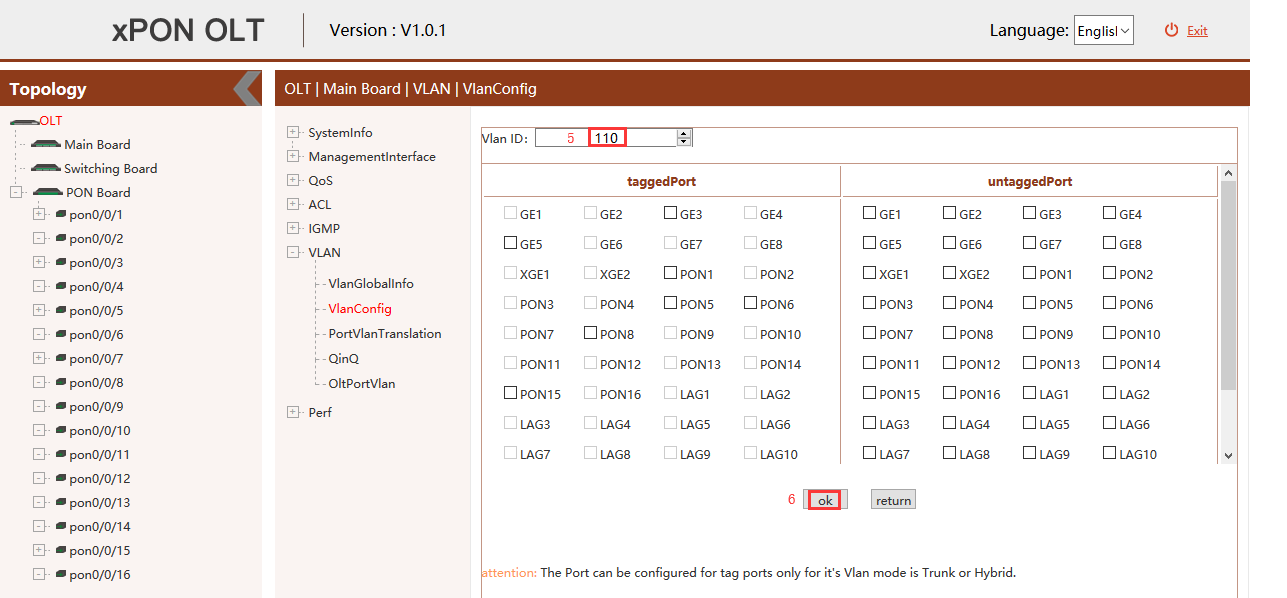 xPON OLT Version : V1.0.1 Language: English Exit
Topology
OLT
Main Board
Switching Board
PON Board
pon0/0/1
pon0/0/2
pon0/0/3
pon0/0/4
pon0/0/5
pon0/0/6
pon0/0/7
pon0/0/8
pon0/0/9
pon0/0/10
pon0/0/11
pon0/0/12
pon0/0/13
pon0/0/14
pon0/0/15
pon0/0/16
OLT | Main Board | VLAN | VlanConfig
SystemInfo
ManagementInterface
QoS
ACL
IGMP
VLAN
VlanGlobalInfo
VlanConfig
PortVlanTranslation
QinQ
OltPortVlan
Perf
Vlan ID: 5 110
taggedPort untaggedPort
GE1 GE2 GE3 GE4 GE1 GE2 GE3 GE4
GE5 GE6 GE7 GE8 GE5 GE6 GE7 GE8
XGE1 XGE2 PON1 PON2 XGE1 XGE2 PON1 PON2
PON3 PON4 PON5 PON6 PON3 PON4 PON5 PON6
PON7 PON8 PON9 PON10 PON7 PON8 PON9 PON10
PON11 PON12 PON13 PON14 PON11 PON12 PON13 PON14
PON15 PON16 LAG1 LAG2 PON15 PON16 LAG1 LAG2
LAG3 LAG4 LAG5 LAG6 LAG3 LAG4 LAG5 LAG6
LAG7 LAG8 LAG9 LAG10 LAG7 LAG8 LAG9 LAG10
6 ok return
attention: The Port can be configured for tag ports only for it's Vlan mode is Trunk or Hybrid.